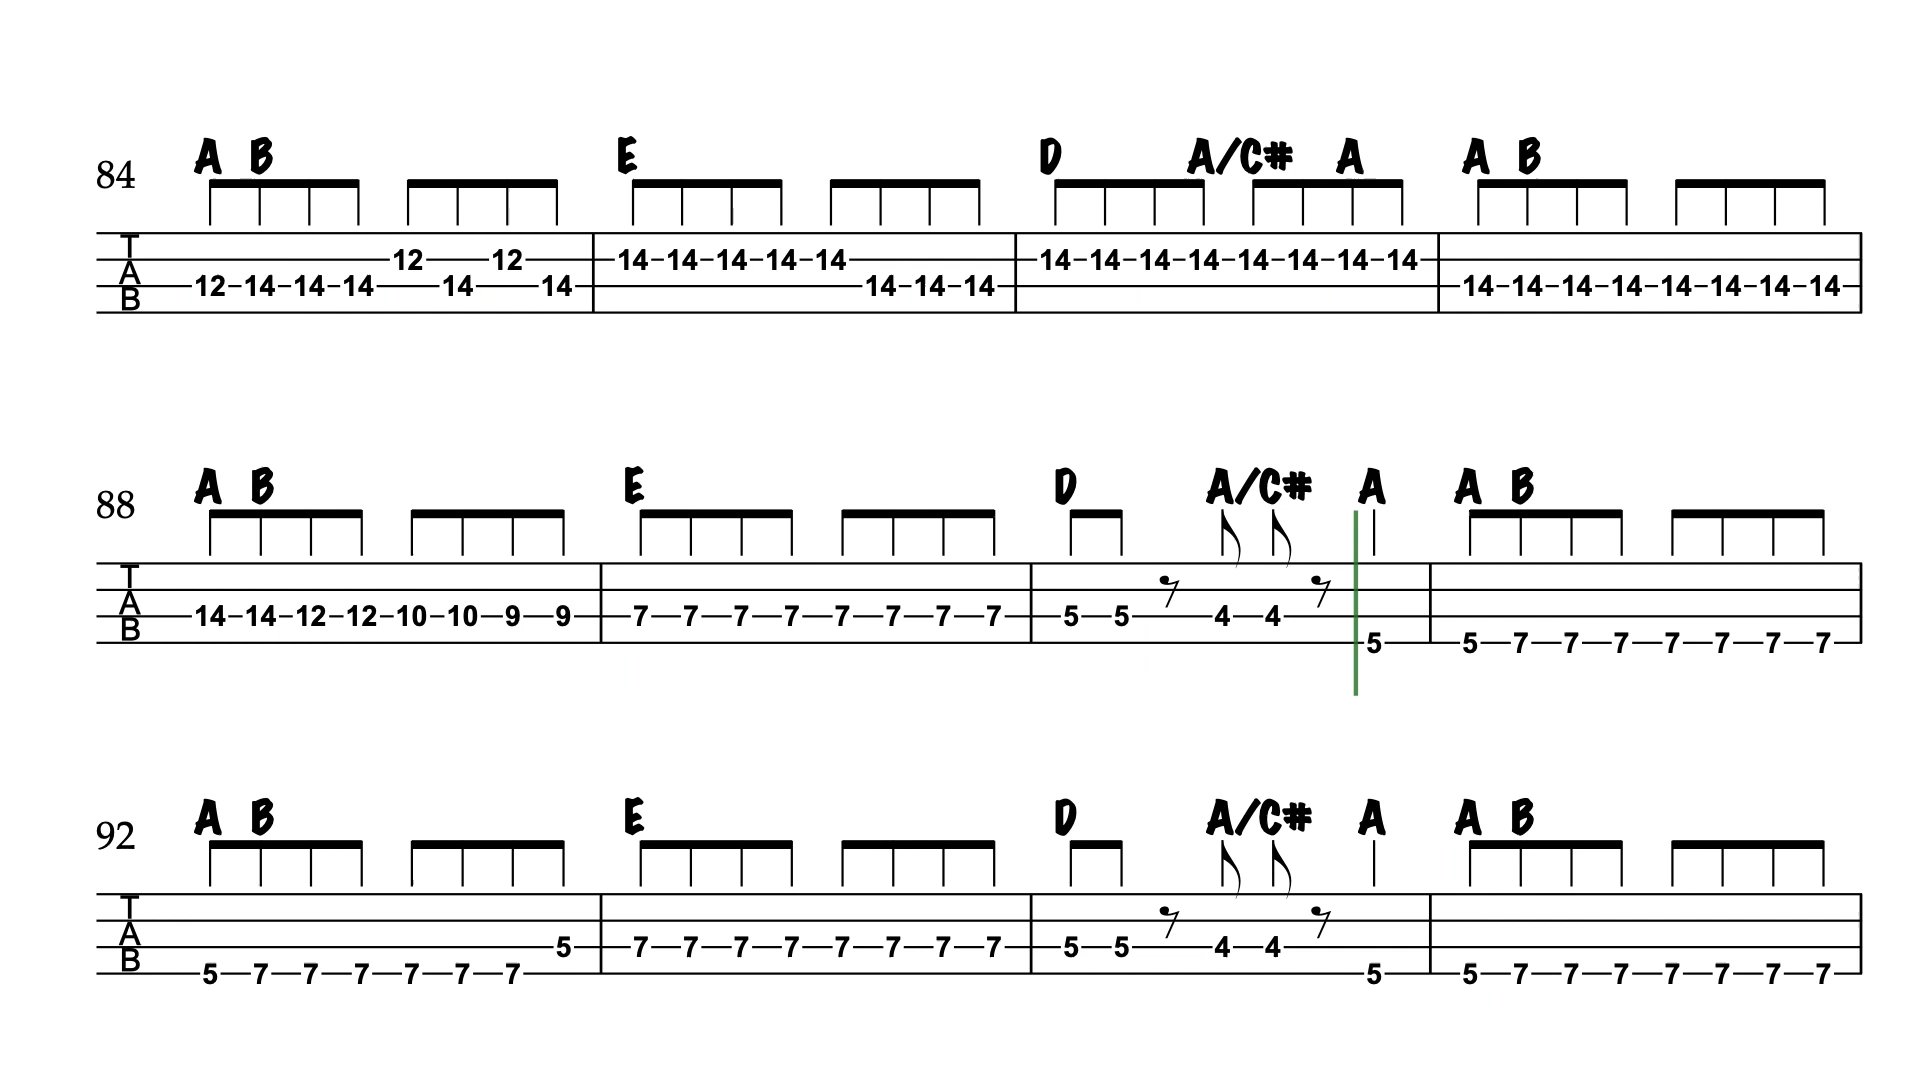 A B E D A/C# A A B
84
T 12 12 14 14 14 14 14 14 14 14 14 14 14 14 14
A 12 14 14 14 14 14 14 14 14 14 14 14 14 14 14 14 14
B
A B E D A/C# A A B
88
T
A 14 14 12 12 10 10 9 9 7 7 7 7 7 7 7 7 5 5 4 4
B 5 5 7 7 7 7 7 7 7
A B E D A/C# A A B
92
T
A 5 7 7 7 7 7 7 7 7 5 5 4 4
B 5 7 7 7 7 7 7 5 5 7 7 7 7 7 7 7